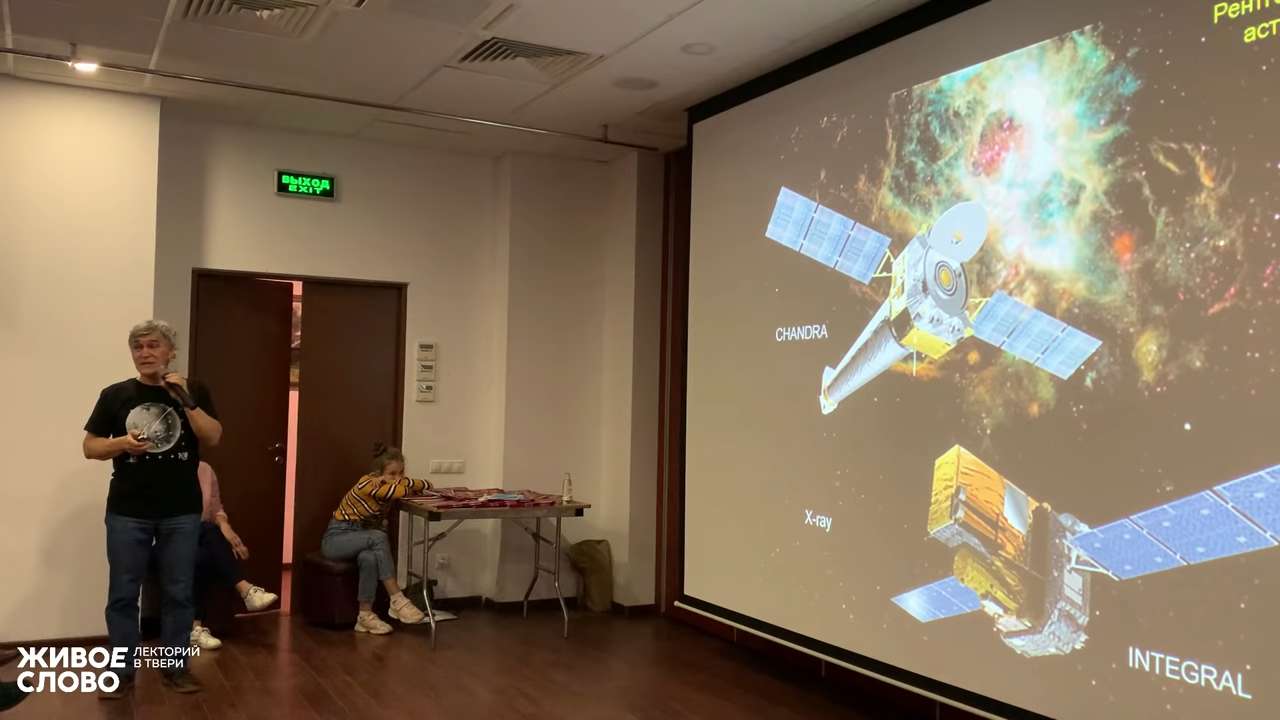 ВЫХОД
EXIT
CHANDRA
X-ray
INTEGRAL
ЖИВОЕ
СЛОВО
ЛЕКТОРИЙ
В ТВЕРИ